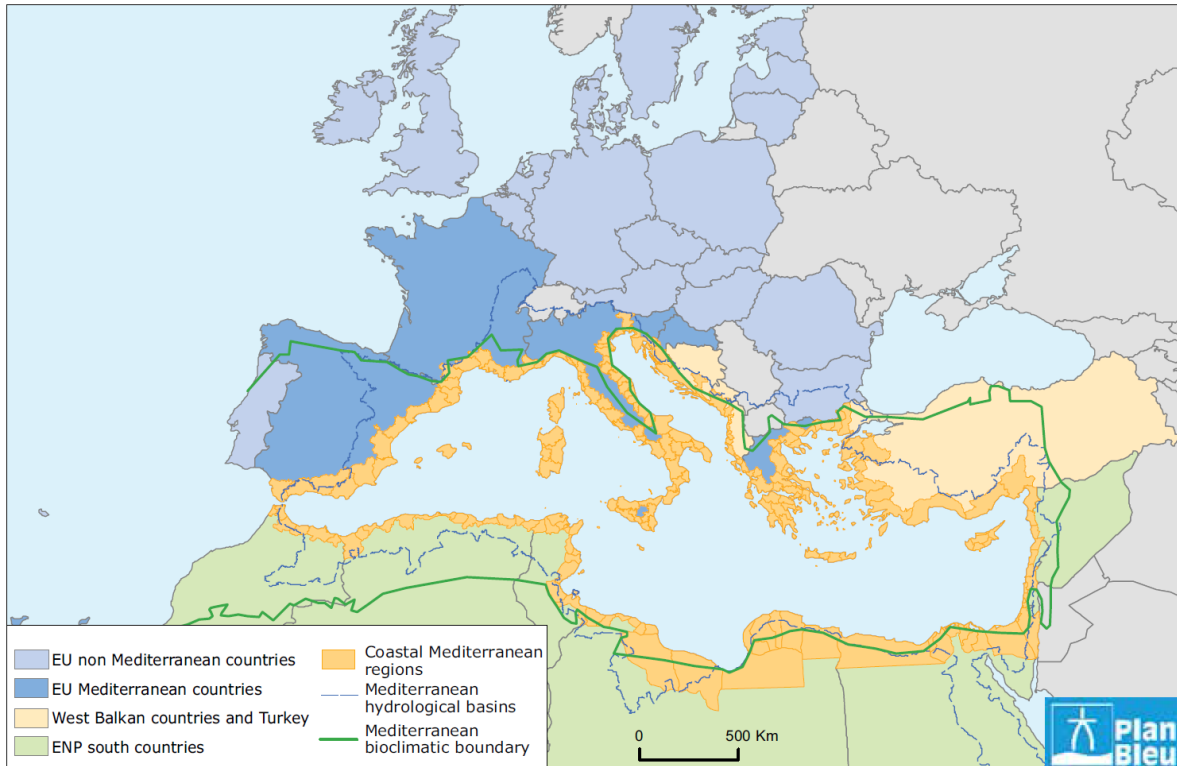 EU non Mediterranean countries
EU Mediterranean countries
West Balkan countries and Turkey
ENP south countries
Coastal Mediterranean
regions
Mediterranean
hydrological basins
Mediterranean
bioclimatic boundary
0 500 Km
Plan
Bleu